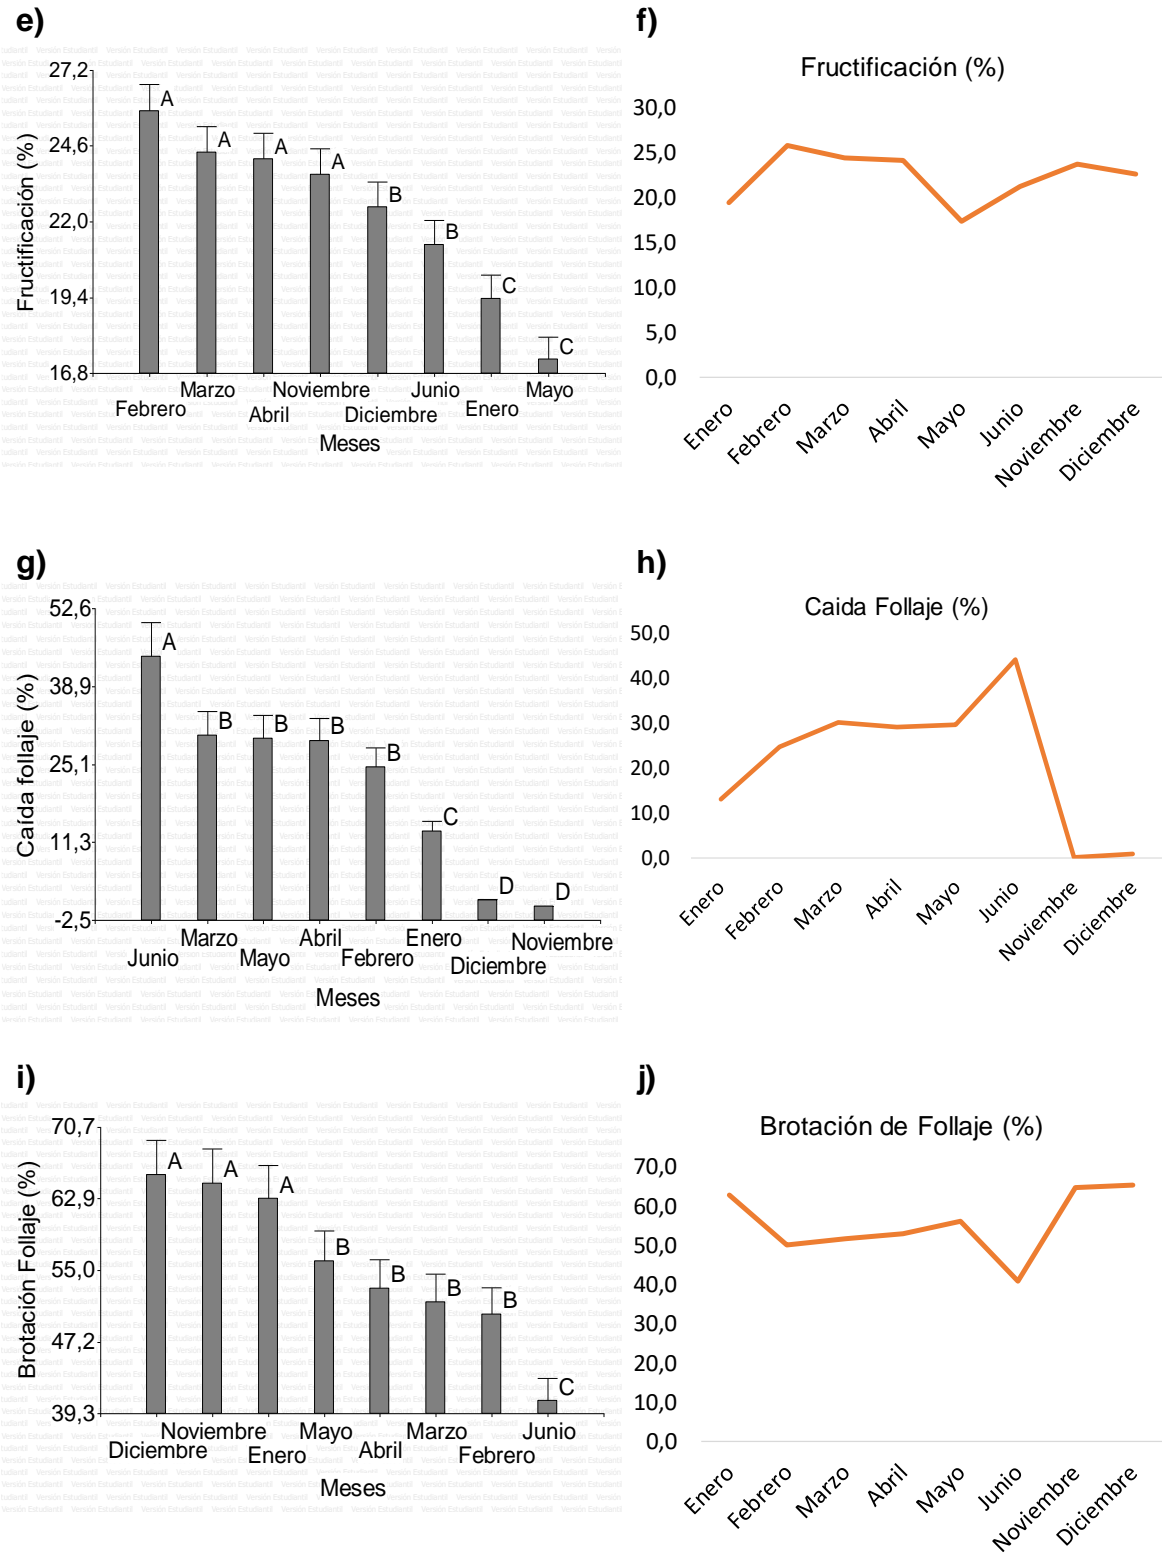 e)
27,2
24,6
22,0
19,4
16,8
Fructificación (%)
A
A
A
A
B
B
C
C
Marzo Noviembre Junio Mayo
Febrero Abril Diciembre Enero
Meses
f)
Fructificación (%)
30,0
25,0
20,0
15,0
10,0
5,0
0,0
Enero
Febrero
Marzo
Abril
Mayo
Junio
Noviembre
Diciembre
g)
52,6
38,9
25,1
11,3
-2,5
Caída follaje (%)
A
B
B
B
B
C
D
D
Marzo Abril Enero Noviembre
Junio Mayo Febrero Diciembre
Meses
h)
Caida Follaje (%)
50,0
40,0
30,0
20,0
10,0
0,0
Enero
Febrero
Marzo
Abril
Mayo
Junio
Noviembre
Diciembre
i)
70,7
62,9
55,0
47,2
39,3
Brotación Follaje (%)
A
A
A
B
B
B
B
C
Noviembre Mayo Marzo Junio
Diciembre Enero Abril Febrero
Meses
j)
Brotación de Follaje (%)
70,0
60,0
50,0
40,0
30,0
20,0
10,0
0,0
Enero
Febrero
Marzo
Abril
Mayo
Junio
Noviembre
Diciembre